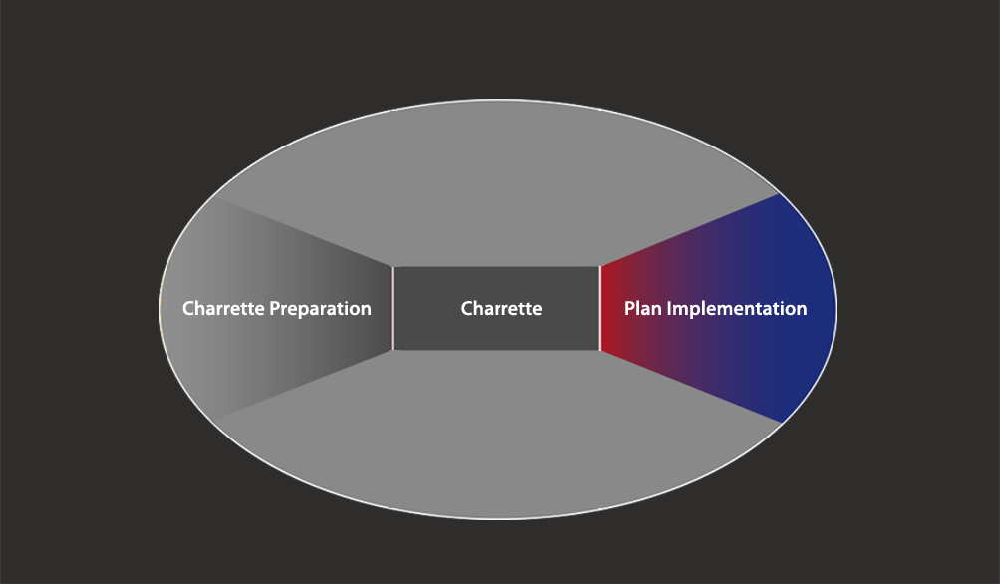 Charrette Preparation
Charrette
Plan Implementation